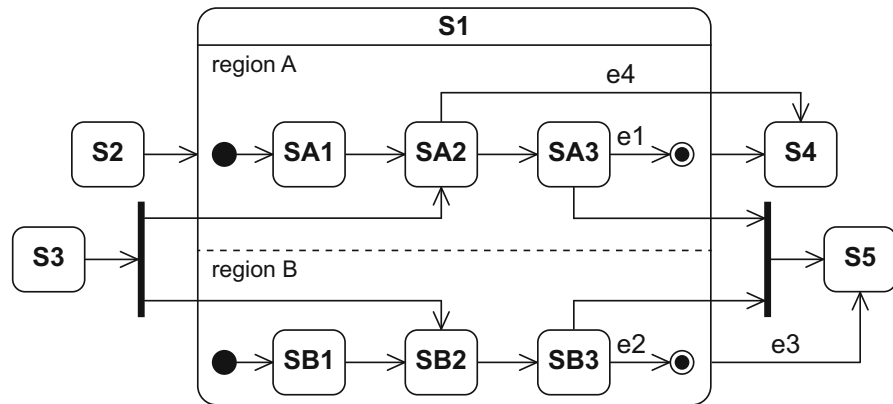 S1
region A
e4
S2
SA1
SA2
SA3
e1
S4
S3
region B
S5
SB1
SB2
SB3
e2
e3